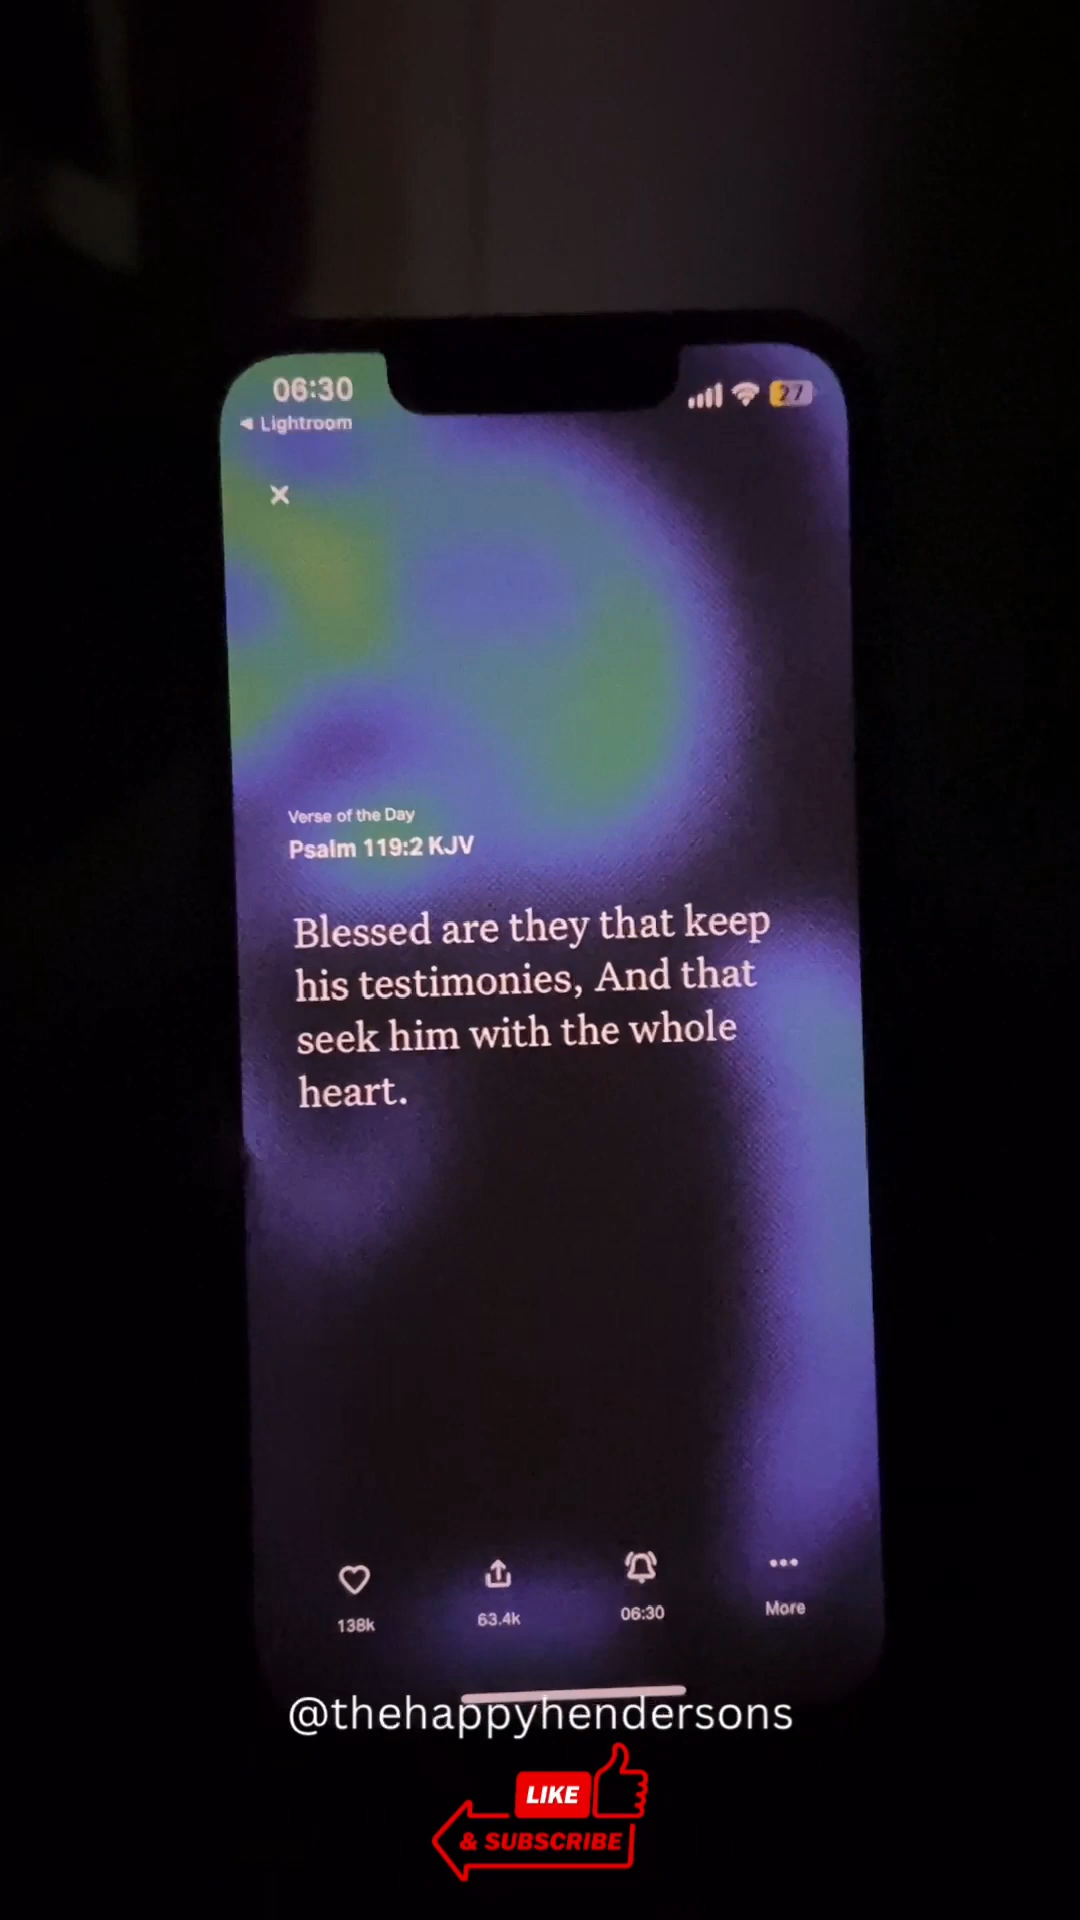 06:30
27
◀ Lightroom
×
Verse of the Day
Psalm 119:2 KJV
Blessed are they that keep
his testimonies, And that
seek him with the whole
heart.
138k
63.4k
06:30
More
@thehappyhendersons
LIKE
& SUBSCRIBE